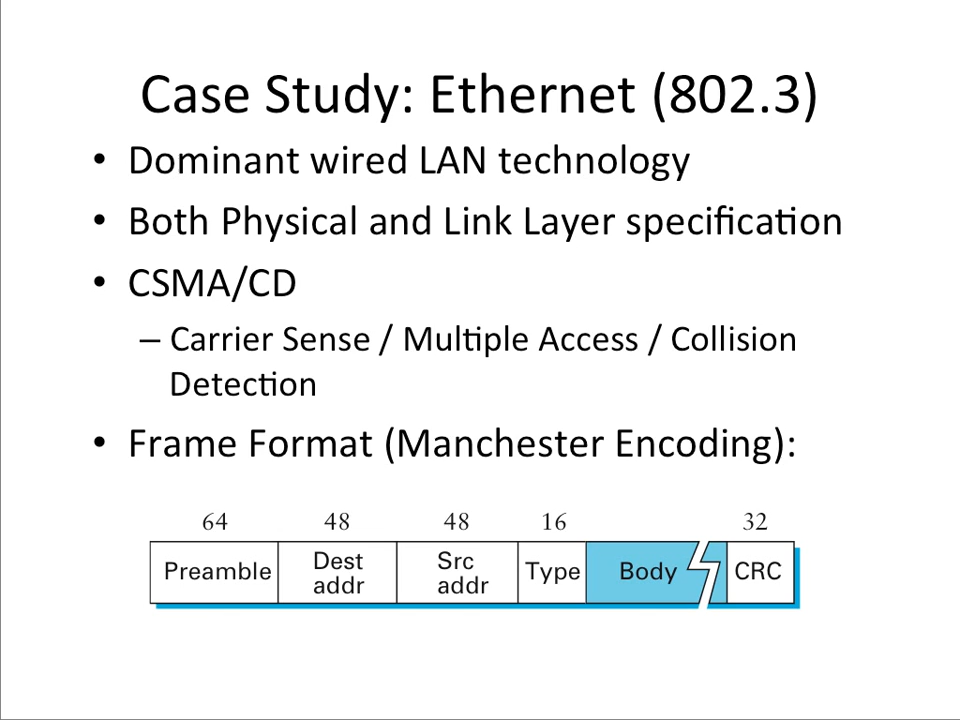 Case Study: Ethernet (802.3)
• Dominant wired LAN technology
• Both Physical and Link Layer specification
• CSMA/CD
– Carrier Sense / Multiple Access / Collision
Detection
• Frame Format (Manchester Encoding):
64 48 48 16 32
Preamble Dest addr Src addr Type Body CRC